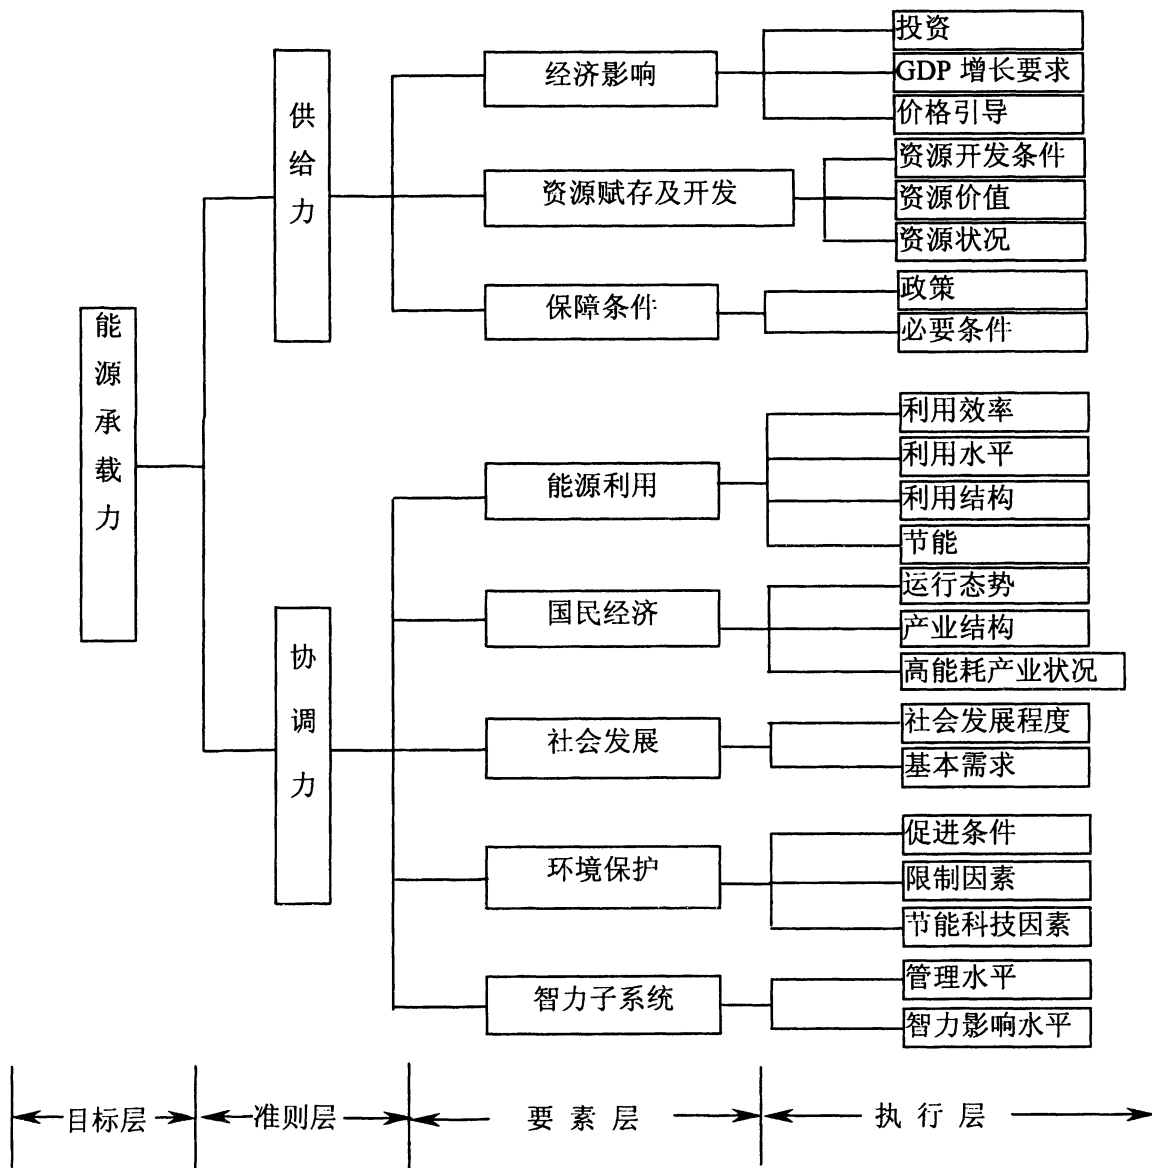 能源承载力
供给力
经济影响
投资
GDP 增长要求
价格引导
资源赋存及开发
资源开发条件
资源价值
资源状况
保障条件
政策
必要条件
协调力
能源利用
利用效率
利用水平
利用结构
节能
国民经济
运行态势
产业结构
高能耗产业状况
社会发展
社会发展程度
基本需求
环境保护
促进条件
限制因素
节能科技因素
智力子系统
管理水平
智力影响水平
目标层
准则层
要素层
执行层